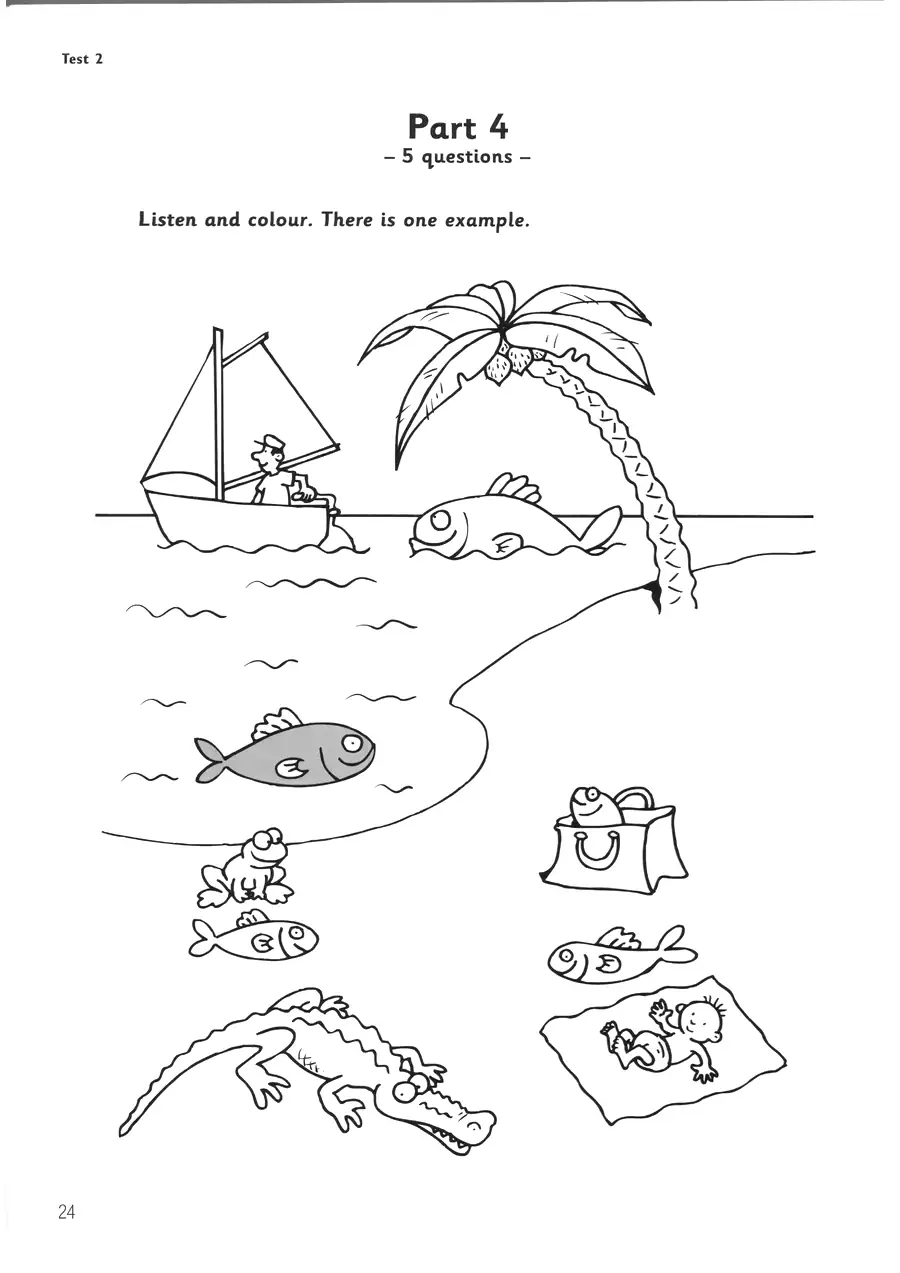 Test 2
Part 4
– 5 questions –
Listen and colour. There is one example.
24